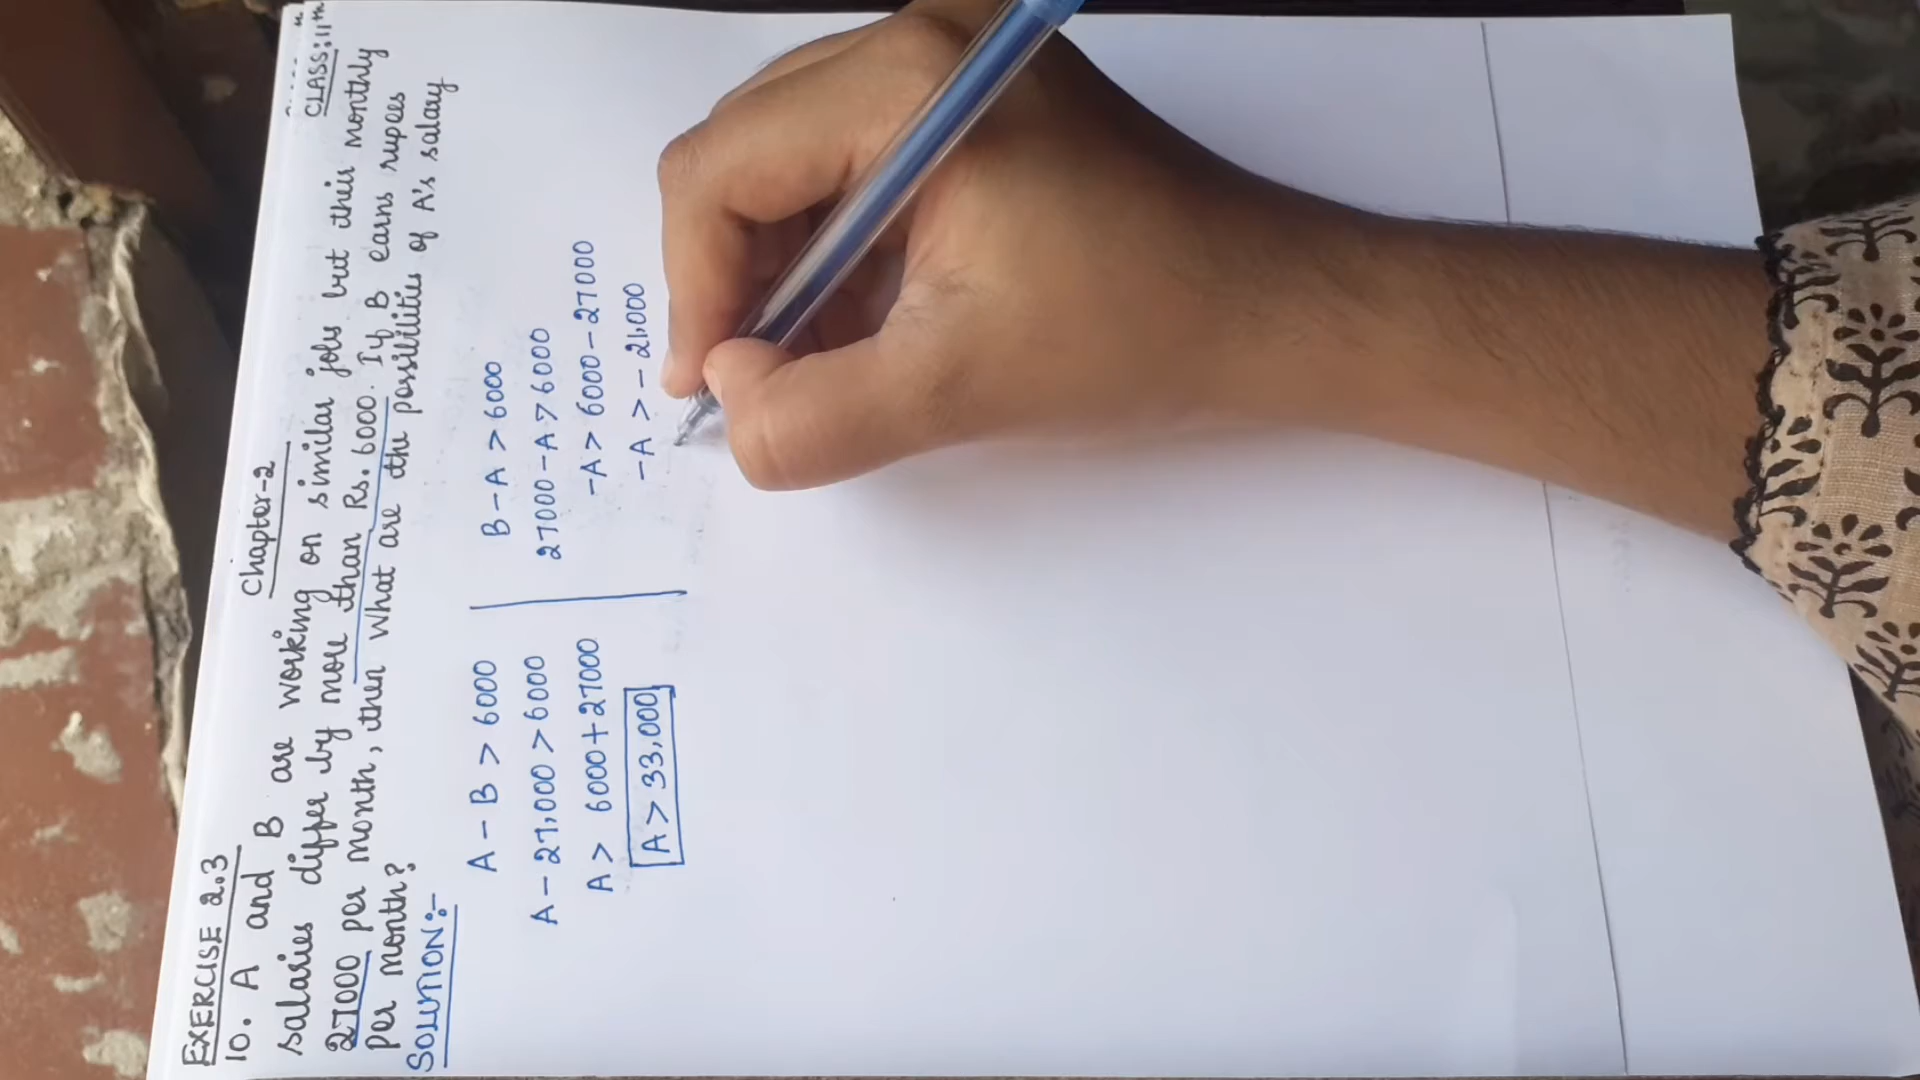 CLASS:11th
Chapter-2
EXERCISE 2.3
10. A and B are working on similar jobs but their monthly
salaries differ by more than Rs. 6000. If B earns rupees
27000 per month, then what are the possibilities of A's salary
per month?
SOLUTION:-
A - B > 6000
A - 27,000 > 6000
A > 6000+27000
A > 33,000
B - A > 6000
27000 - A > 6000
-A > 6000 - 27000
-A > - 21,000